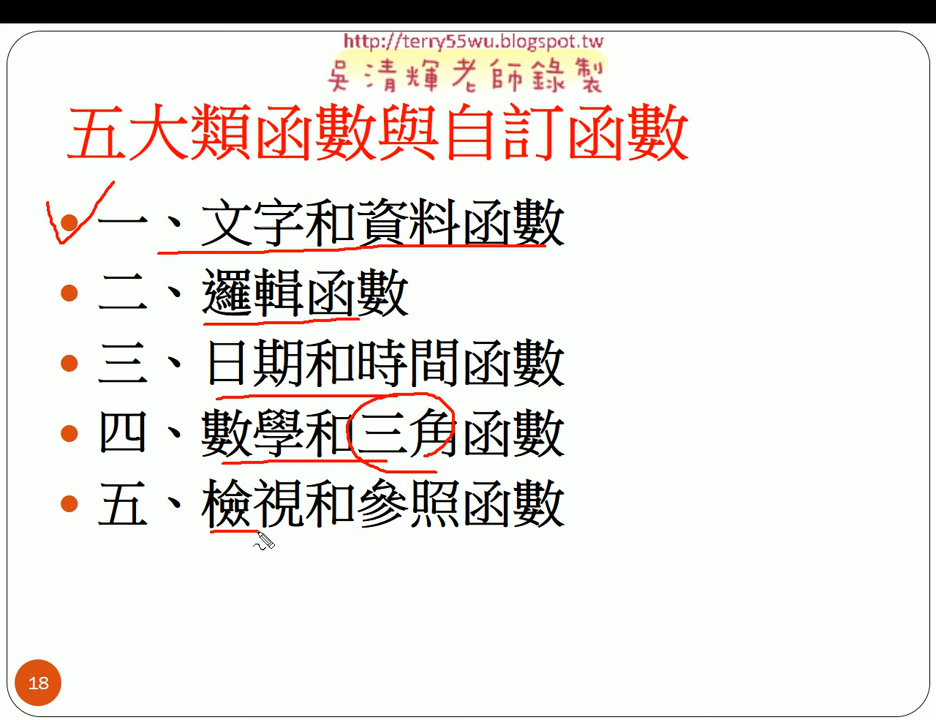 http://terry55wu.blogspot.tw
吳清輝老師錄製
五大類函數與自訂函數
一、文字和資料函數
二、邏輯函數
三、日期和時間函數
四、數學和三角函數
五、檢視和參照函數
18